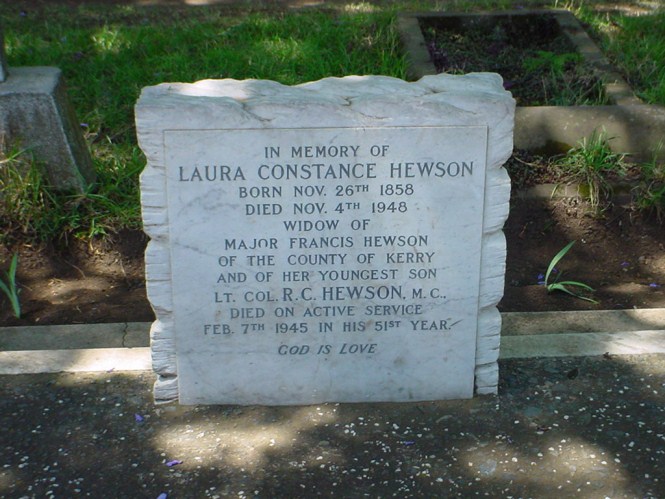 IN MEMORY OF
LAURA CONSTANCE HEWSON
BORN NOV. 26TH 1858
DIED NOV. 4TH 1948
WIDOW OF
MAJOR FRANCIS HEWSON
OF THE COUNTY OF KERRY
AND OF HER YOUNGEST SON
LT. COL. R.C. HEWSON, M.C.,
DIED ON ACTIVE SERVICE
FEB. 7TH 1945 IN HIS 51ST YEAR.
GOD IS LOVE